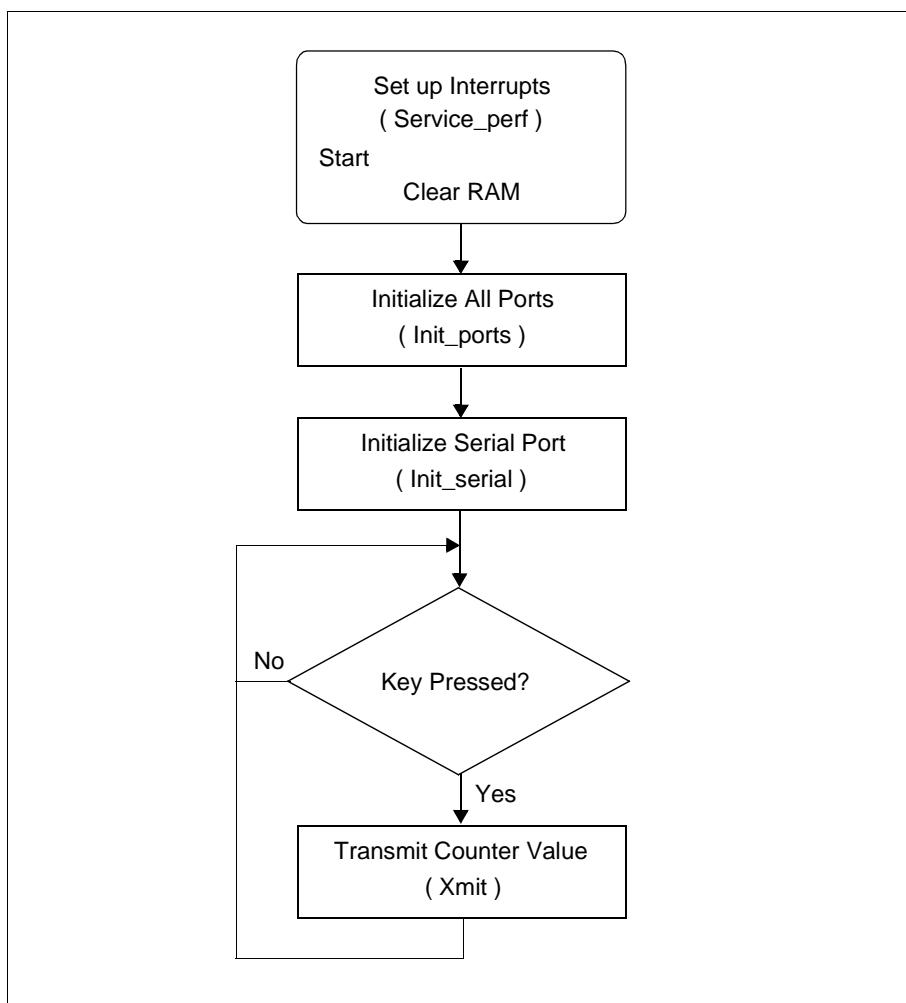 Set up Interrupts
( Service_perf )
Start
Clear RAM
Initialize All Ports
( Init_ports )
Initialize Serial Port
( Init_serial )
No
Key Pressed?
Yes
Transmit Counter Value
( Xmit )